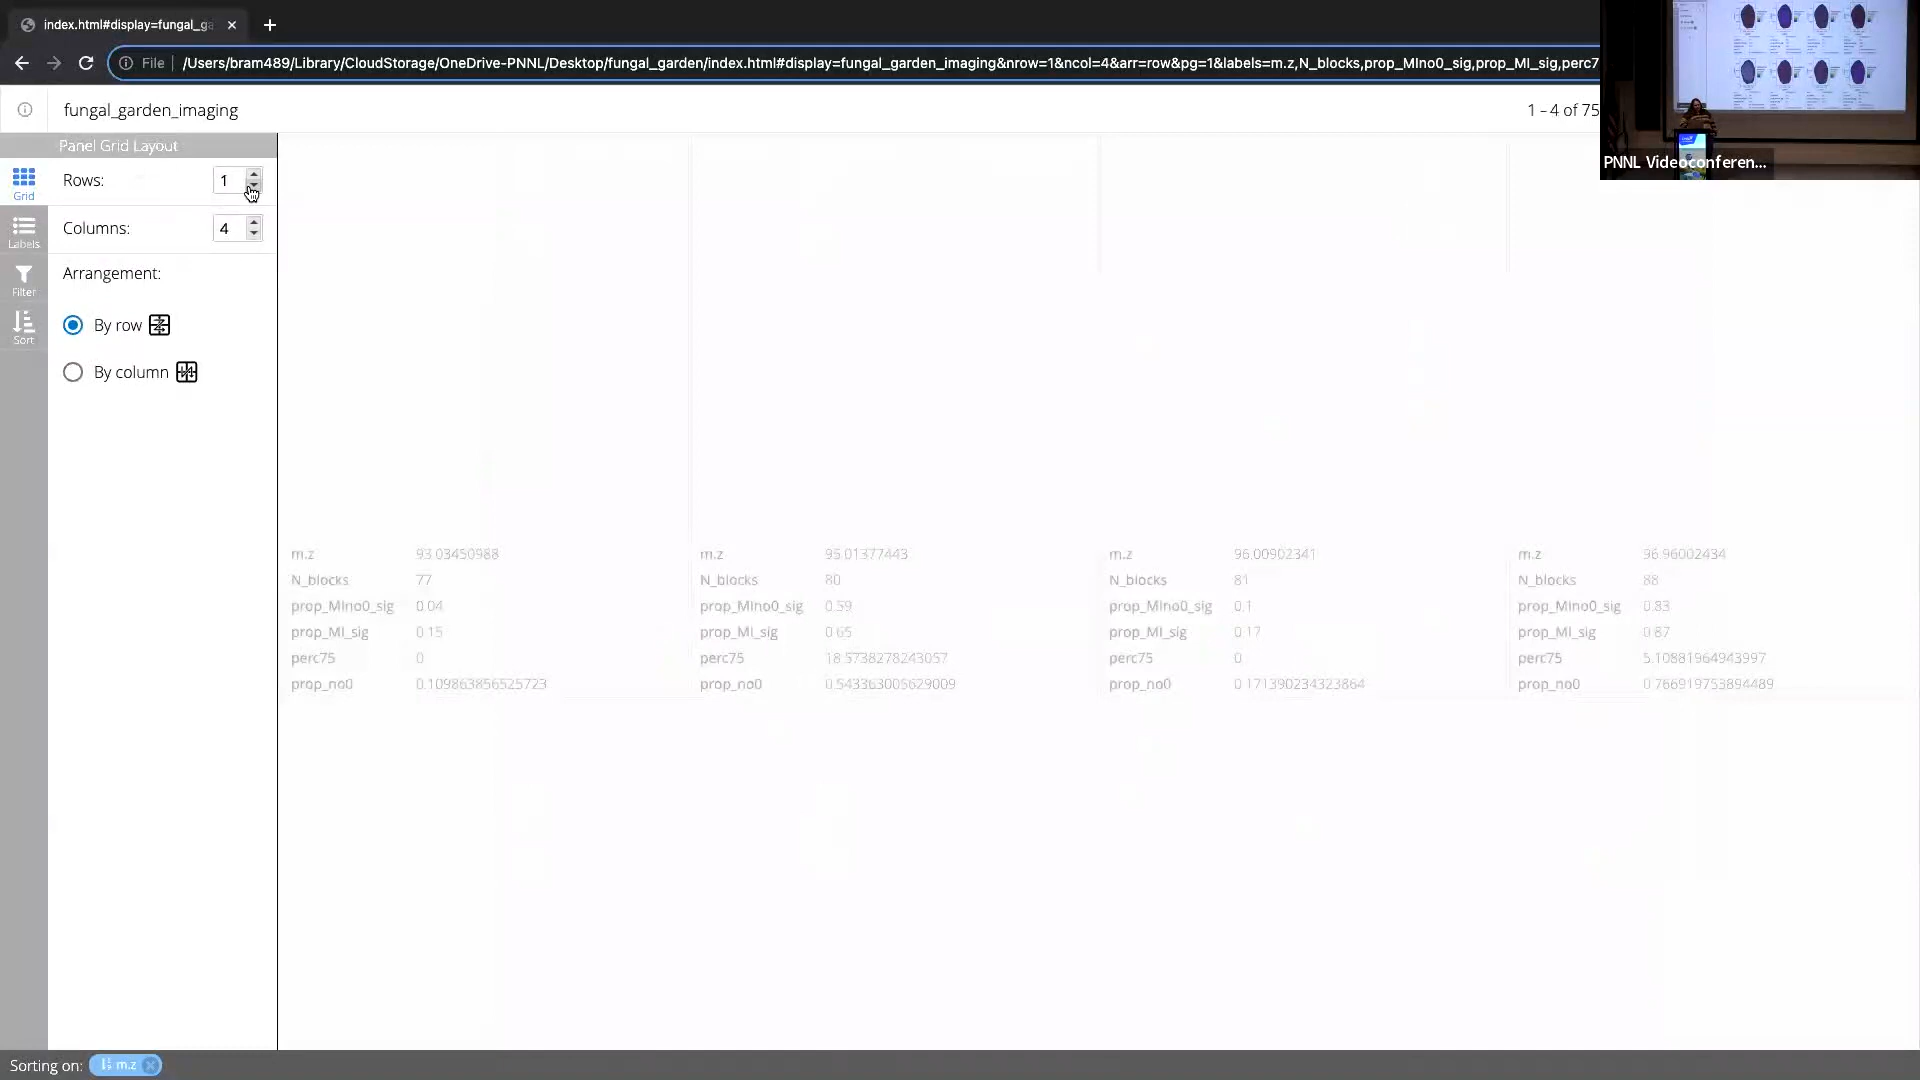 index.html#display=fungal_ga
File
/Users/bram489/Library/CloudStorage/OneDrive-PNNL/Desktop/fungal_garden/index.html#display=fungal_garden_imaging&nrow=1&ncol=4&arr=row&pg=1&labels=m.z,N_blocks,prop_MIno0_sig,prop_MI_sig,perc7
fungal_garden_imaging
1 - 4 of 75
PNNL Videoconferen...
Panel Grid Layout
Grid
Rows: 1
Labels
Columns: 4
Filter
Arrangement:
Sort
By row
By column
m.z 93.03450988
N_blocks 77
prop_MIno0_sig 0.04
prop_MI_sig 0.15
perc75 0
prop_no0 0.109863856525723
m.z 95.01377443
N_blocks 80
prop_MIno0_sig 0.59
prop_MI_sig 0.65
perc75 18.5738278243057
prop_no0 0.543363005629009
m.z 96.00902341
N_blocks 81
prop_MIno0_sig 0.1
prop_MI_sig 0.17
perc75 0
prop_no0 0.171390234323864
m.z 96.96002434
N_blocks 88
prop_MIno0_sig 0.83
prop_MI_sig 0.87
perc75 5.10881964943997
prop_no0 0.766919753894489
Sorting on: m.z